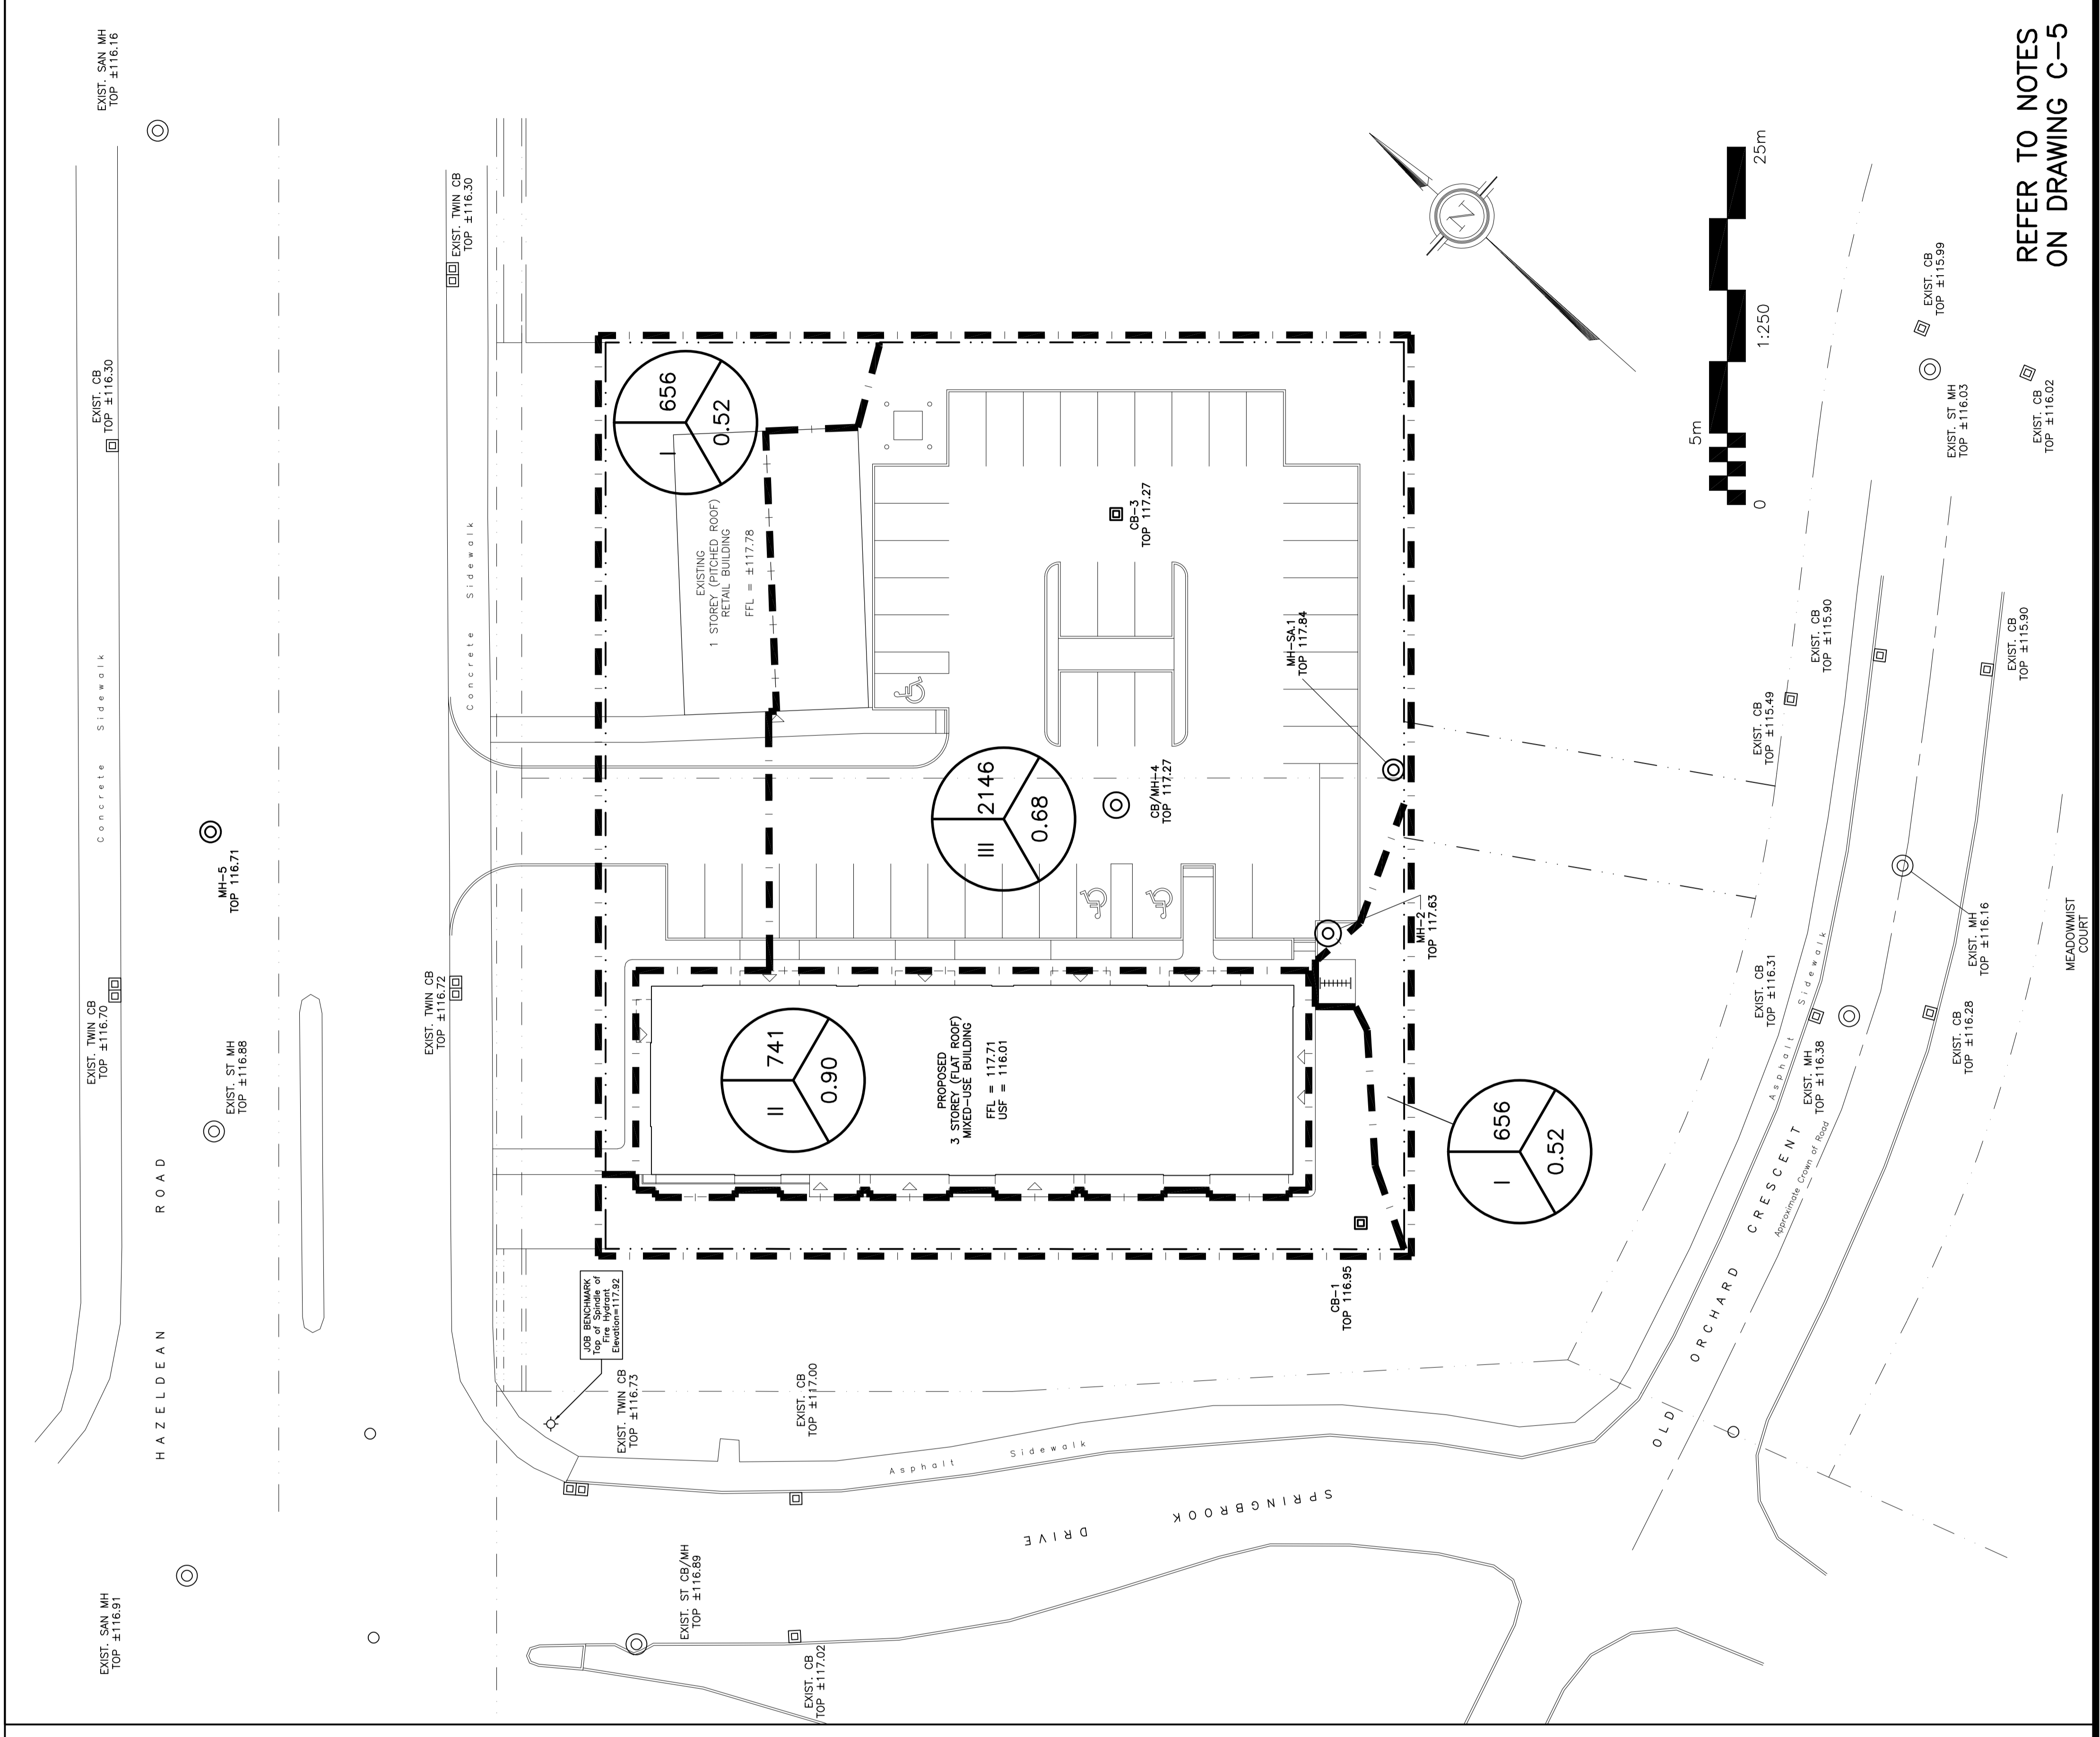 EXIST. SAN MH
TOP ±116.16
EXIST. CB
TOP ±116.30
Concrete Sidewalk
EXIST. TWIN CB
TOP ±116.70
EXIST. SAN MH
TOP ±116.91
HAZELDEAN ROAD
MH-5
TOP 116.71
EXIST. ST MH
TOP ±116.88
EXIST. TWIN CB
TOP ±116.30
Concrete Sidewalk
EXIST. TWIN CB
TOP ±116.72
JOB BENCHMARK
Top of Spindle of
Fire Hydrant
Elevation=117.92
EXIST. TWIN CB
TOP ±116.73
EXIST. ST CB/MH
TOP ±116.89
EXIST. CB
TOP ±117.00
EXIST. CB
TOP ±117.02
I
656
0.52
EXISTING
1 STOREY (PITCHED ROOF)
RETAIL BUILDING
FFL = ±117.78
II
741
0.90
PROPOSED
3 STOREY (FLAT ROOF)
MIXED-USE BUILDING
FFL = 117.71
USF = 116.01
III
2146
0.68
CB-3
TOP 117.27
CB/MH-4
TOP 117.27
MH-SA.1
TOP 117.84
MH-2
TOP 117.63
CB-1
TOP 116.95
I
656
0.52
Asphalt Sidewalk
SPRINGBROOK DRIVE
N
5m
0
1:250
25m
EXIST. CB
TOP ±115.49
EXIST. CB
TOP ±115.90
EXIST. CB
TOP ±116.31
EXIST. MH
TOP ±116.38
Asphalt Sidewalk
Approximate Crown of Road
OLD ORCHARD CRESCENT
EXIST. CB
TOP ±115.99
EXIST. ST MH
TOP ±116.03
EXIST. CB
TOP ±116.02
EXIST. CB
TOP ±115.90
EXIST. MH
TOP ±116.16
EXIST. CB
TOP ±116.28
MEADOWMIST
COURT
REFER TO NOTES
ON DRAWING C-5